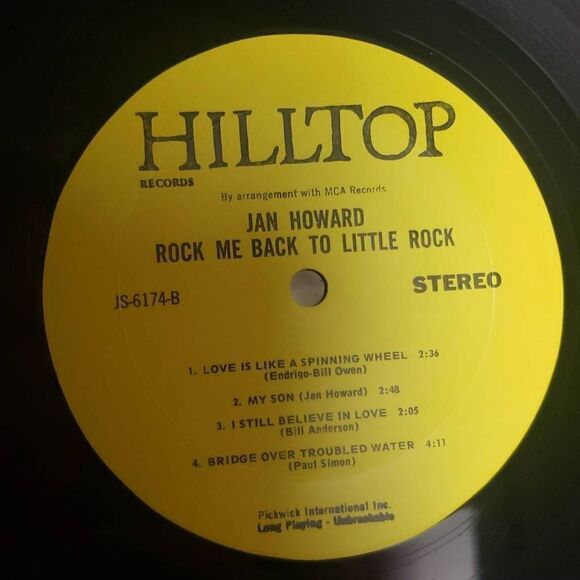 HILLTOP
RECORDS
By arrangement with MCA Records
JAN HOWARD
ROCK ME BACK TO LITTLE ROCK
JS-6174-B
STEREO
1. LOVE IS LIKE A SPINNING WHEEL 2:36
(Endrigo-Bill Owen)
2. MY SON (Jan Howard) 2:48
3. I STILL BELIEVE IN LOVE 2:05
(Bill Anderson)
4. BRIDGE OVER TROUBLED WATER 4:11
(Paul Simon)
Pickwick International Inc.
Long Playing - Unbreakable